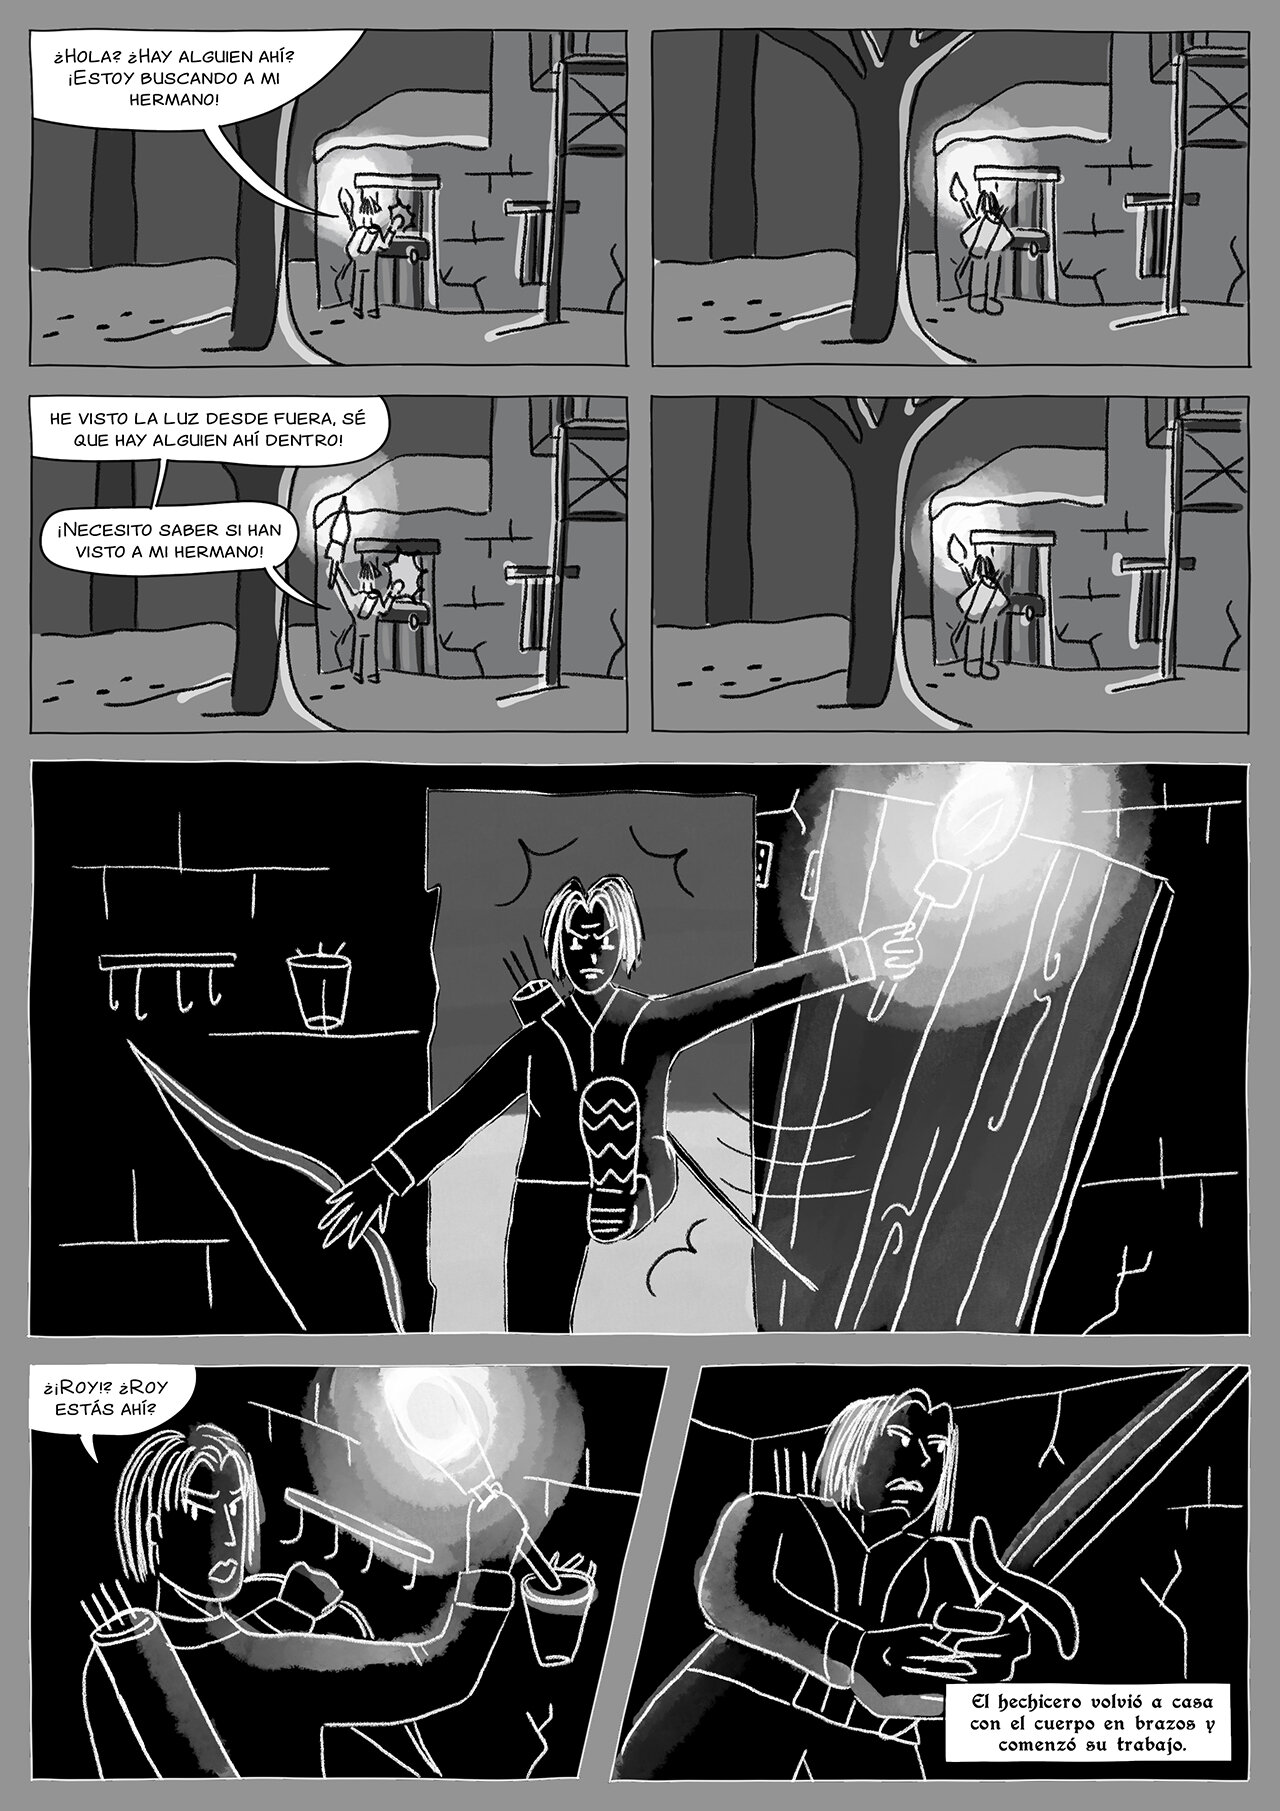 ¿Hola? ¿Hay alguien ahí?
¡Estoy buscando a mi
hermano!
He visto la luz desde fuera, sé
que hay alguien ahí dentro!
¡Necesito saber si han
visto a mi hermano!
¿¡Roy!? ¿Roy
estás ahí?
El hechicero volvió a casa
con el cuerpo en brazos y
comenzó su trabajo.